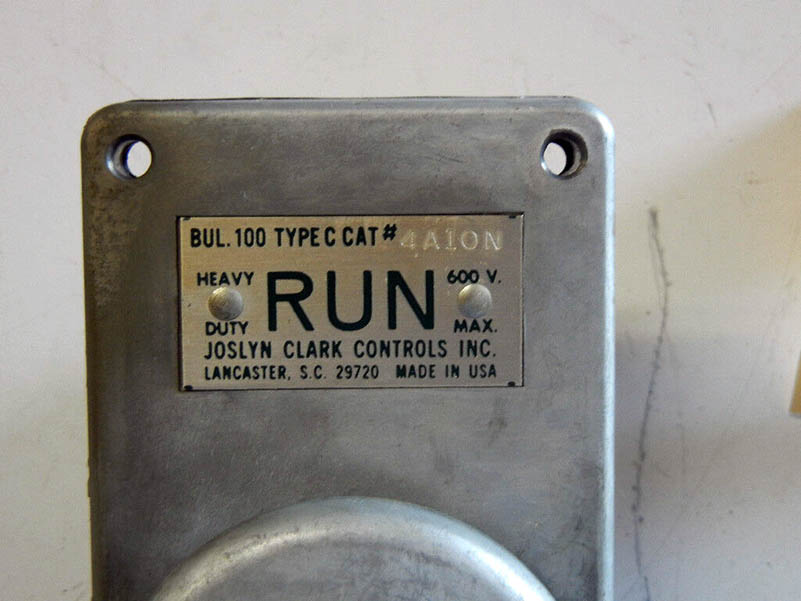 BUL. 100 TYPE C CAT # 4A10N
HEAVY DUTY
RUN
600 V. MAX.
JOSLYN CLARK CONTROLS INC.
LANCASTER, S.C. 29720 MADE IN USA